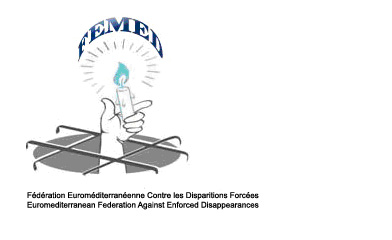 FEMED
Fédération Euroméditerranéenne Contre les Disparitions Forcées
Euromediterranean Federation Against Enforced Disappearances